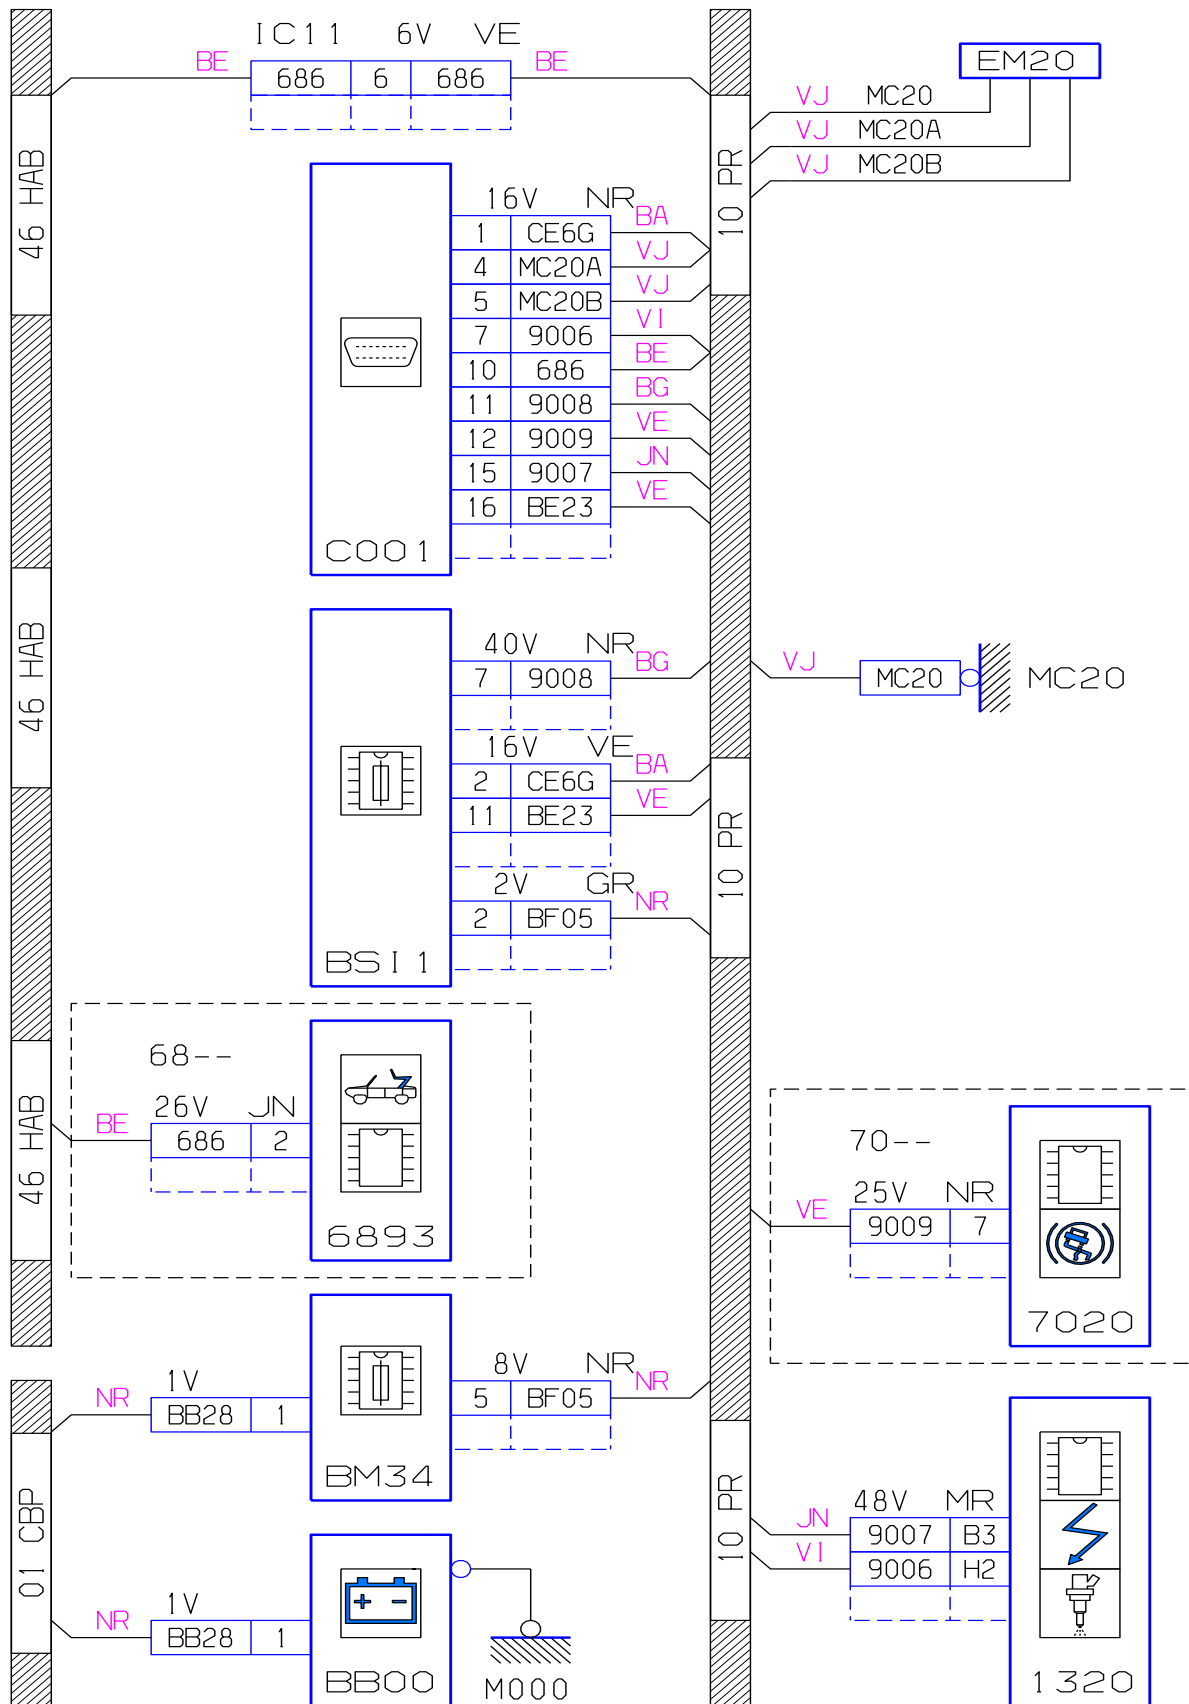 IC11 6V VE
BE 686 6 686 BE
EM20
VJ MC20
VJ MC20A
VJ MC20B
46 HAB
10 PR
16V NR
1 CE6G BA
4 MC20A VJ
5 MC20B VJ
7 9006 VI
10 686 BE
11 9008 BG
12 9009 VE
15 9007 JN
16 BE23 VE
C001
46 HAB
40V NR
7 9008 BG
VJ MC20 MC20
16V VE
2 CE6G BA
11 BE23 VE
10 PR
2V GR
2 BF05 NR
BSI1
68--
26V JN
BE 686 2
46 HAB
6893
70--
25V NR
VE 9009 7
7020
1V
NR BB28 1
8V NR
5 BF05 NR
BM34
01 CBP
10 PR
48V MR
JN 9007 B3
VI 9006 H2
1320
1V
NR BB28 1
+ -
BB00
M000